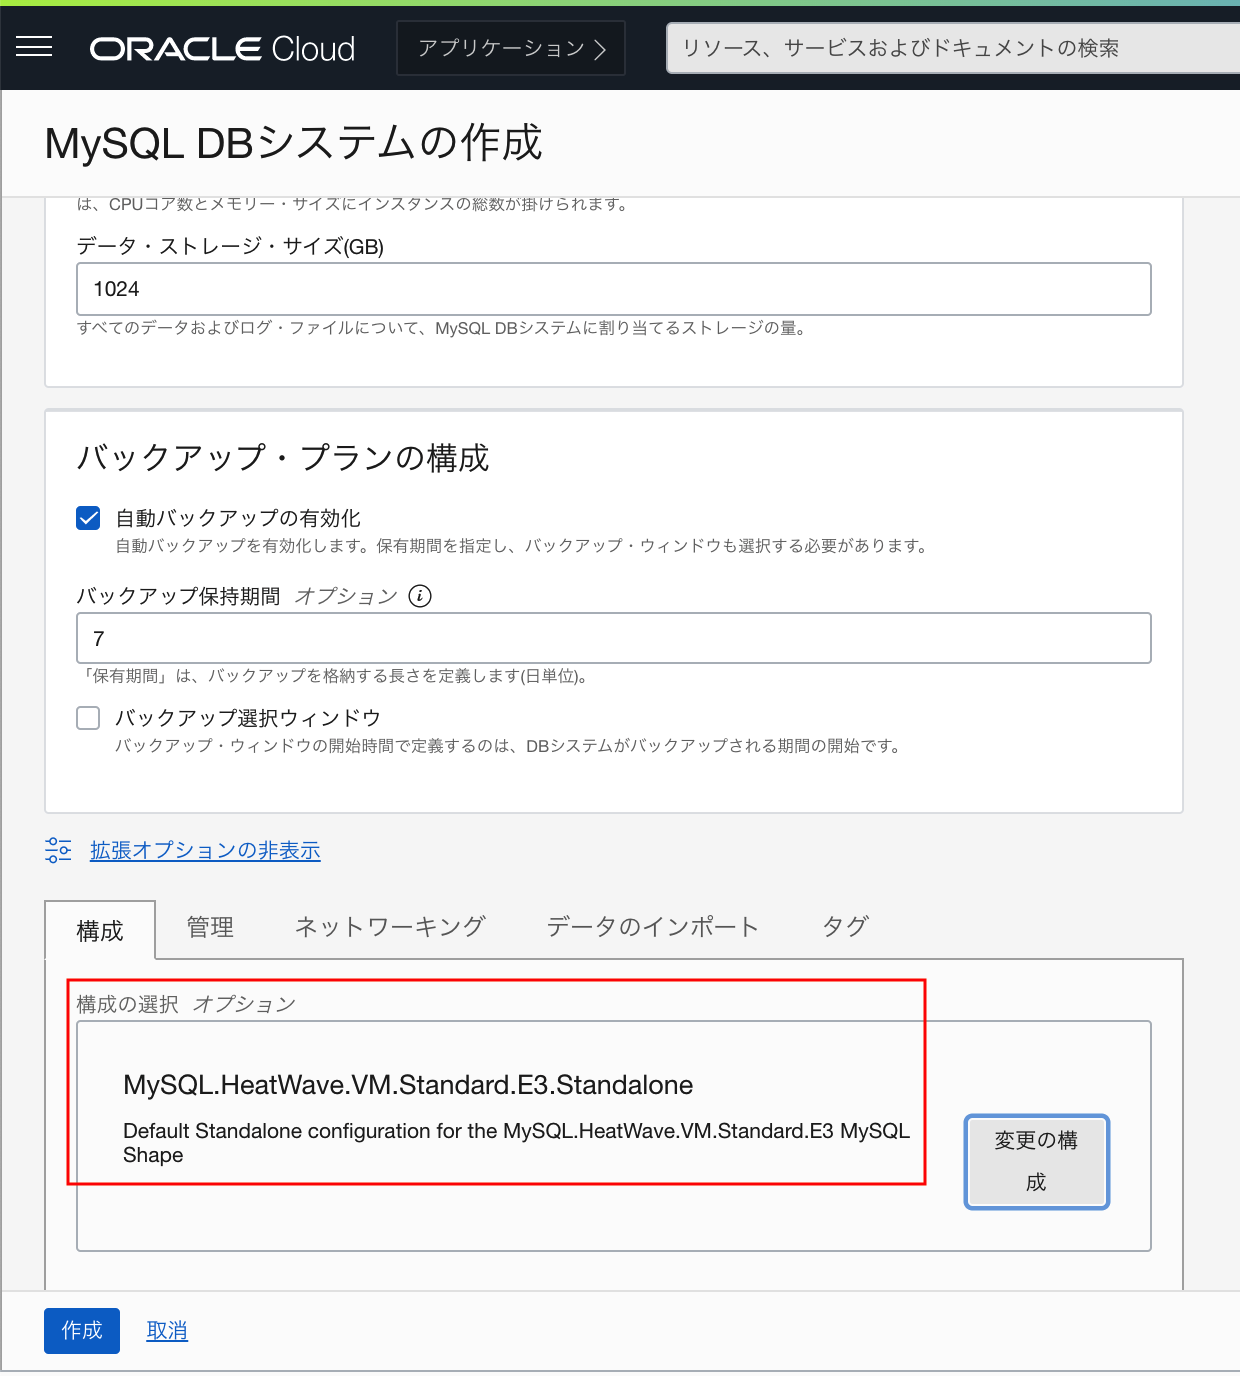 ORACLE Cloud
アプリケーション
リソース、サービスおよびドキュメントの検索
MySQL DBシステムの作成
は、CPUコア数とメモリー・サイズにインスタンスの総数が掛けられます。
データ・ストレージ・サイズ(GB)
1024
すべてのデータおよびログ・ファイルについて、MySQL DBシステムに割り当てるストレージの量。
バックアップ・プランの構成
自動バックアップの有効化
自動バックアップを有効化します。保有期間を指定し、バックアップ・ウィンドウも選択する必要があります。
バックアップ保持期間 オプション i
7
「保有期間」は、バックアップを格納する長さを定義します(日単位)。
バックアップ選択ウィンドウ
バックアップ・ウィンドウの開始時間で定義するのは、DBシステムがバックアップされる期間の開始です。
拡張オプションの非表示
構成 管理 ネットワーキング データのインポート タグ
構成の選択 オプション
MySQL.HeatWave.VM.Standard.E3.Standalone
Default Standalone configuration for the MySQL.HeatWave.VM.Standard.E3 MySQL
Shape
変更の構
成
作成 取消